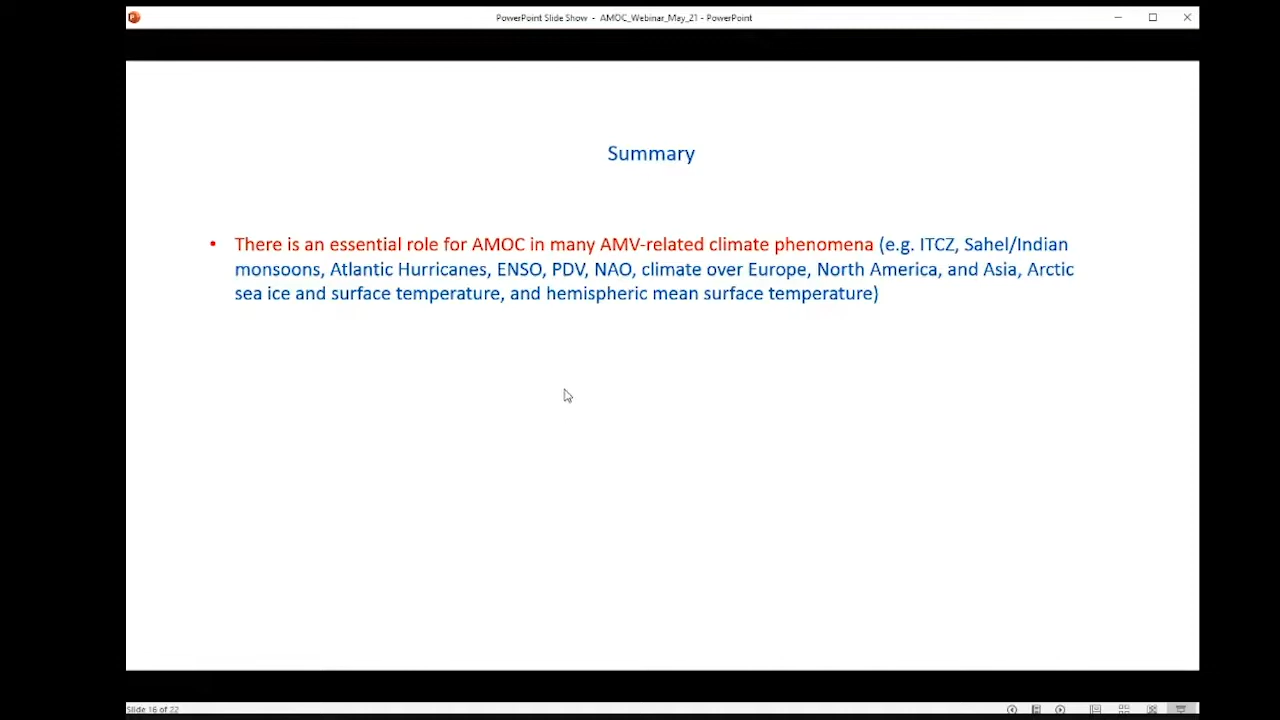 PowerPoint Slide Show - AMOC_Webinar_May_21 - PowerPoint
Summary
• There is an essential role for AMOC in many AMV-related climate phenomena (e.g. ITCZ, Sahel/Indian
monsoons, Atlantic Hurricanes, ENSO, PDV, NAO, climate over Europe, North America, and Asia, Arctic
sea ice and surface temperature, and hemispheric mean surface temperature)
Slide 16 of 22